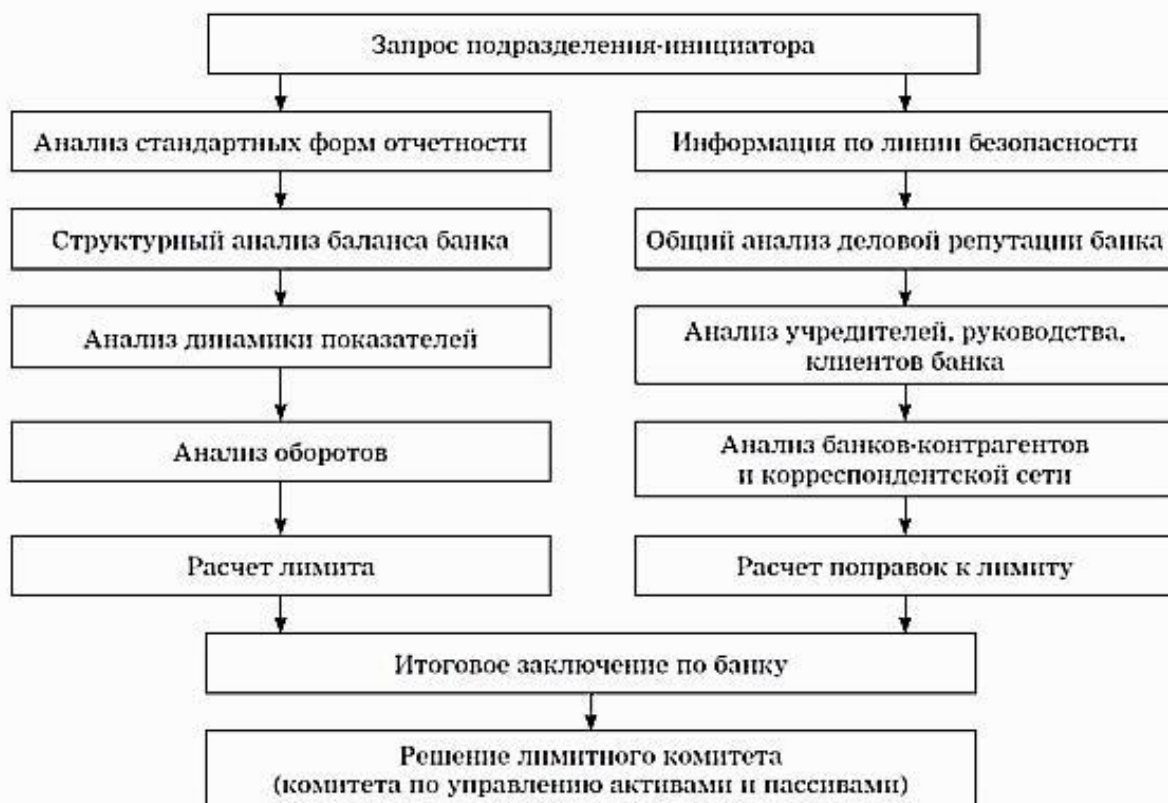 Запрос подразделения-инициатора
Анализ стандартных форм отчетности
Структурный анализ баланса банка
Анализ динамики показателей
Анализ оборотов
Расчет лимита
Информация по линии безопасности
Общий анализ деловой репутации банка
Анализ учредителей, руководства,
клиентов банка
Анализ банков-контрагентов
и корреспондентской сети
Расчет поправок к лимиту
Итоговое заключение по банку
Решение лимитного комитета
(комитета по управлению активами и пассивами)